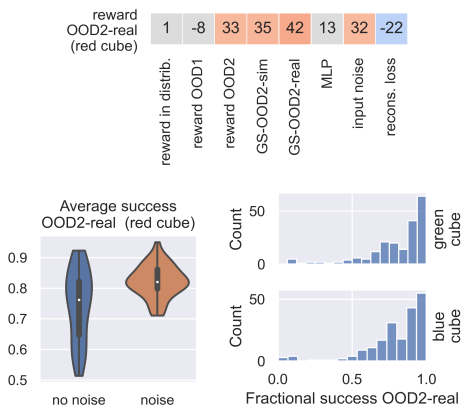 reward
OOD2-real
(red cube)
1 -8 33 35 42 13 32 -22
reward in distrib.
reward OOD1
reward OOD2
GS-OOD2-sim
GS-OOD2-real
MLP
input noise
recons. loss
Average success
OOD2-real (red cube)
0.9
0.8
0.7
0.6
0.5
no noise
noise
Count
50
0
green
cube
Count
50
0
blue
cube
0.0 0.5 1.0
Fractional success OOD2-real